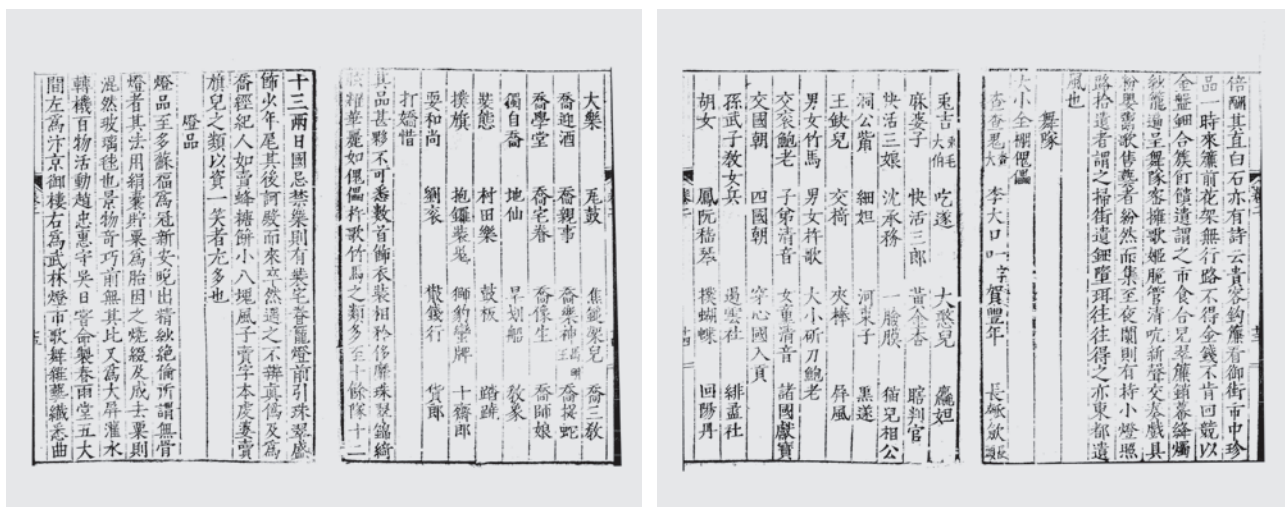 倍酬其直白石亦有詩云貴客鈎簾看御街市中珍
品一時來簾前花架無行路不得金錢不肯回競以
金盤鈿合簇飣饋遺謂之市食合兒翠簾銷幕絳燭
紗籠遍呈舞隊密擁歌姬脆管清吭新聲交奏戲具
粉嬰鬻歌售藝者紛然而集至夜闌則有持小燈照
路拾遺者謂之掃街遺鈿墮珥往往得之亦東都遺
風也
舞隊
大小全棚傀儡
查查鬼查大 李大口一字 賀豐年 長瓠歛長頭
兎吉兎毛大伯 吃遂 大憨兒 麄妲
麻婆子 快活三郎 黃金杏 瞎判官
快活三娘 沈承務 一臉膜 猫兒相公
洞公觜 細妲 河東子 黑遂
王鈌兒 交椅 夾棒 屏風
男女竹馬 男女杵歌 大小斫刀鮑老
交衮鮑老 子弟清音 女童清音 諸國獻寶
六國朝 四國朝 穿心國入貢
孫武子教女兵 遏雲社 緋緑社
胡女 鳳阮嵇琴 撲蝴蝶 回陽丹
大樂 瓦鼓 焦鎚架兒 喬三教
喬迎酒 喬親事 喬樂神馬明王 喬捉蛇
喬學堂 喬宅眷 喬像生 喬師娘
獨自喬 地仙 旱划船 教象
裝態 村田樂 鼓板 踏蹺
撲旗 抱鑼裝鬼 獅豹蠻牌 十齋郎
耍和尚 劉衮 散錢行 貨郎
打嬌惜
其品甚夥不可悉數首飾衣裝相矜侈靡珠翠錦綺
眩耀華麗如傀儡杵歌竹馬之類多至十餘隊十二
十三兩日國忌禁樂則有裝宅眷籠燈前引珠翠盛
飾少年尾其後訶殿而來卒然遇之不辨真偽及爲
喬經紀人如賣蜂糖餅小八塊風子賣字本虔婆賣
旗兒之類以資一笑者尤多也
燈品
燈品至多蘇福爲冠新安晚出精妙絕倫所謂無骨
燈者其法用絹囊貯粟爲胎因之燒綴及成去粟則
混然玻璃毬也景物奇巧前無其比又爲大屏灌水
轉機百物活動趙忠惠守吳日嘗命製春雨堂五大
間左爲汴京御樓右爲武林燈市歌舞雜藝纖悉曲